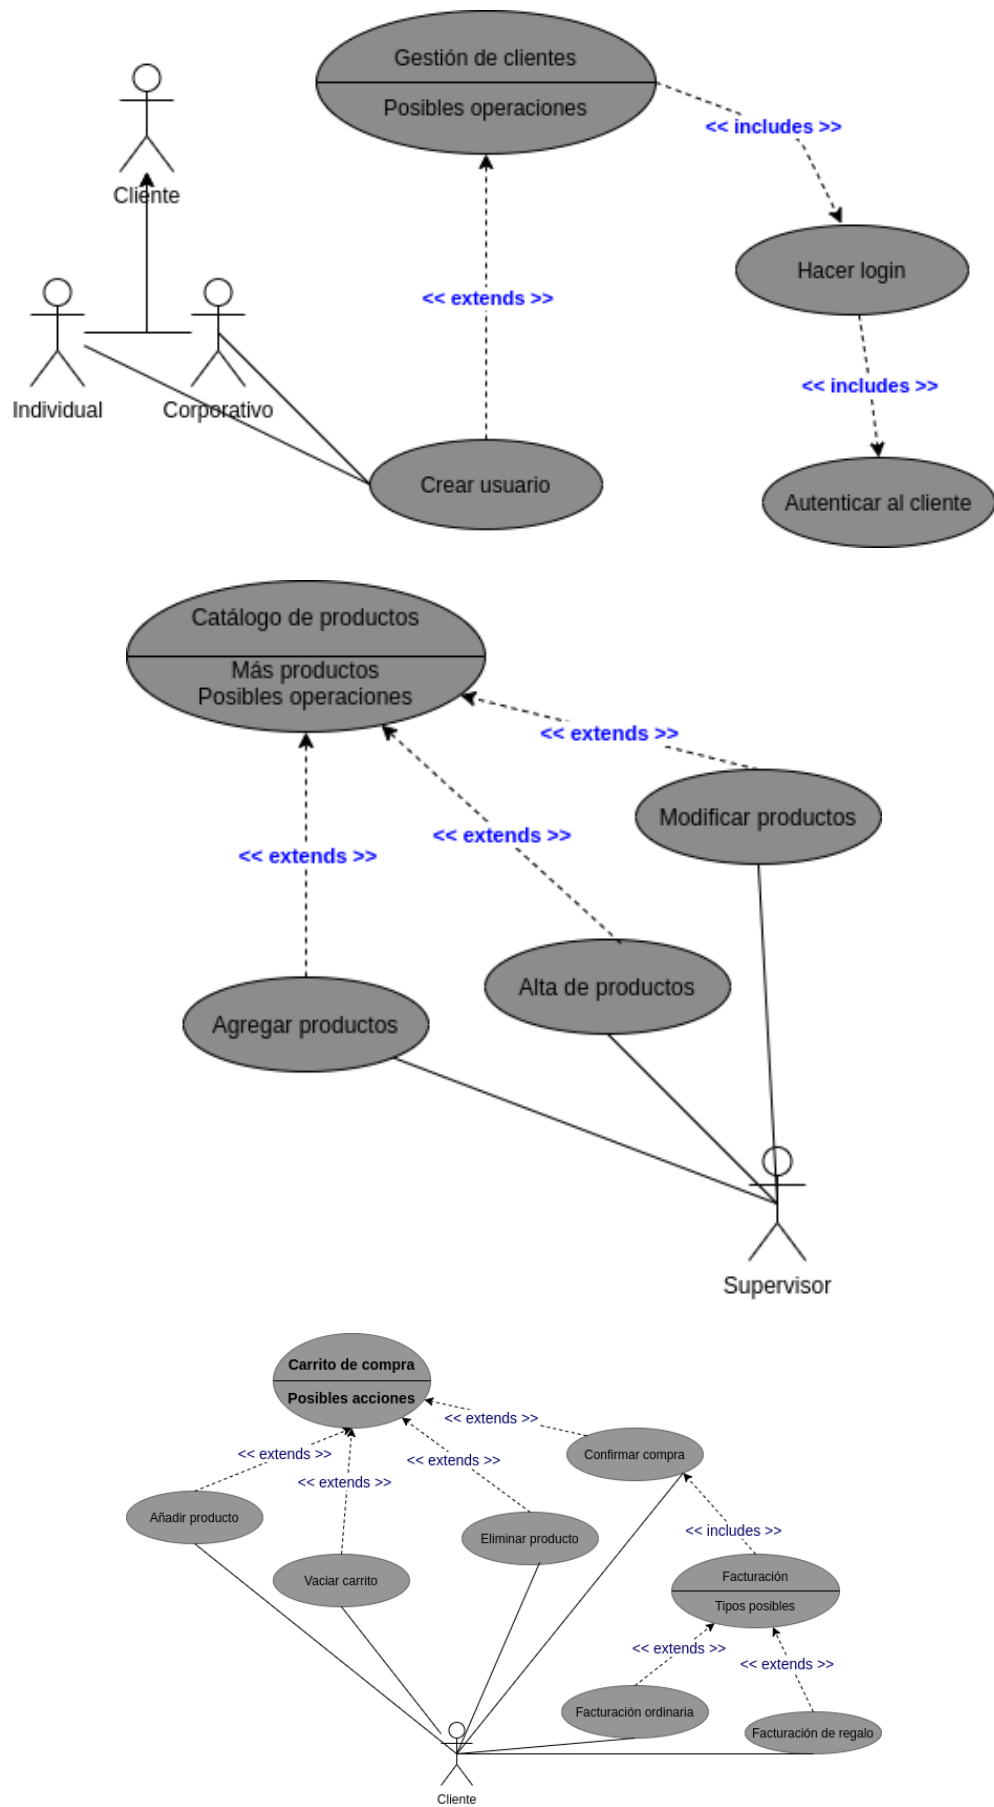 Gestión de clientes
Posibles operaciones
<< includes >>
Cliente
Hacer login
<< extends >>
<< includes >>
Individual
Corporativo
Crear usuario
Autenticar al cliente
Catálogo de productos
Más productos
Posibles operaciones
<< extends >>
Modificar productos
<< extends >>
<< extends >>
Alta de productos
Agregar productos
Supervisor
Carrito de compra
Posibles acciones
<< extends >>
Confirmar compra
<< extends >>
<< extends >>
<< extends >>
Añadir producto
<< includes >>
Eliminar producto
Vaciar carrito
Facturación
Tipos posibles
<< extends >>
<< extends >>
Facturación ordinaria
Facturación de regalo
Cliente